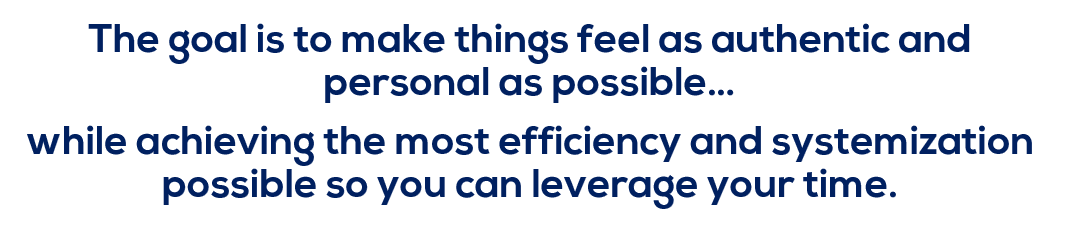 The goal is to make things feel as authentic and
personal as possible...
while achieving the most efficiency and systemization
possible so you can leverage your time.